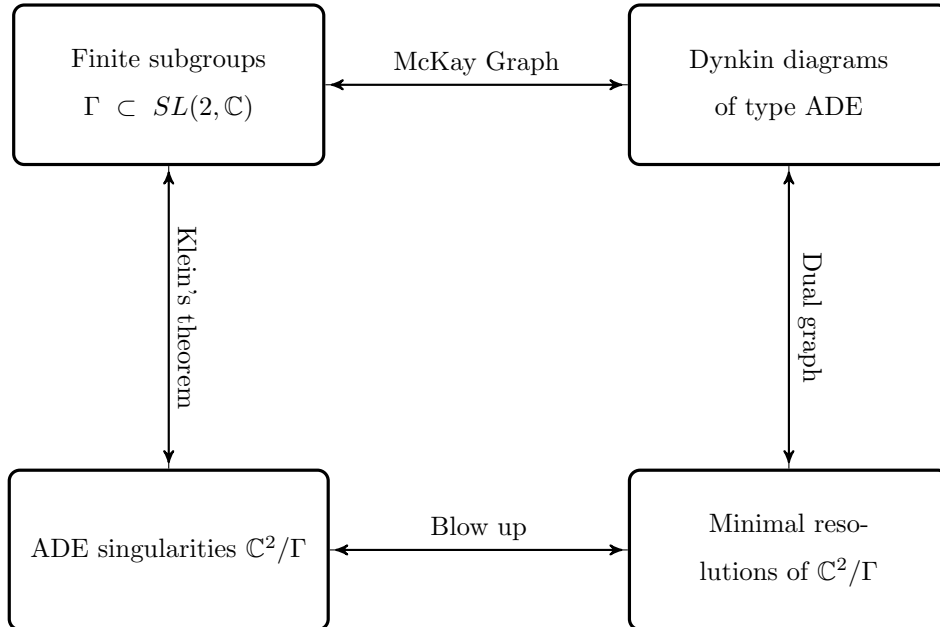 Finite subgroups
Γ ⊂ SL(2, ℂ)
McKay Graph
Dynkin diagrams
of type ADE
Klein's theorem
Dual graph
ADE singularities ℂ²/Γ
Blow up
Minimal reso-
lutions of ℂ²/Γ